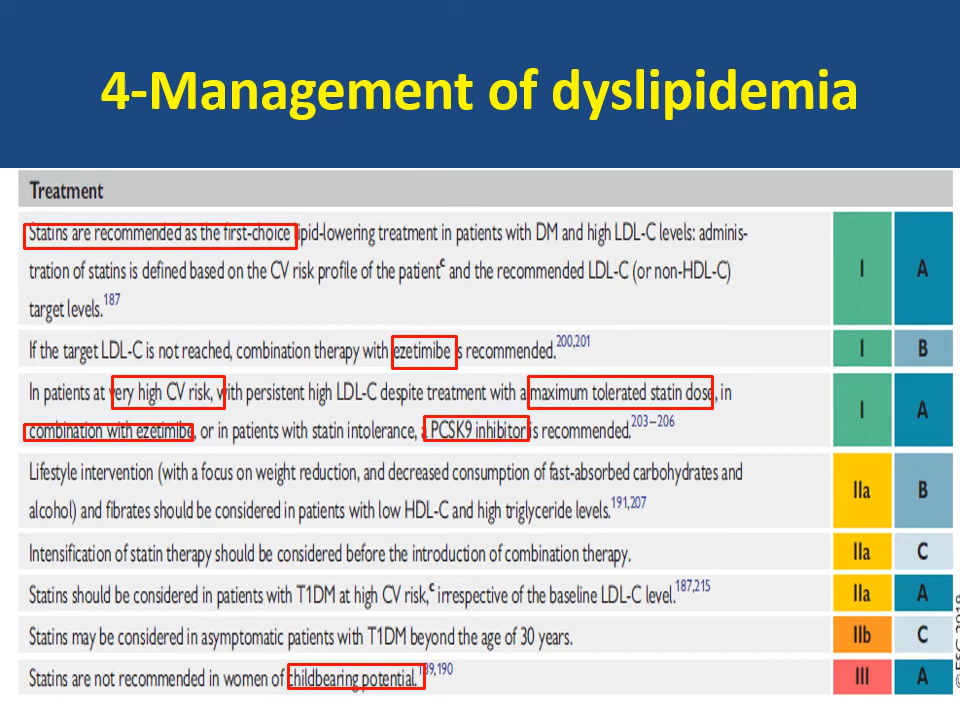 4-Management of dyslipidemia
Treatment
Statins are recommended as the first-choice lipid-lowering treatment in patients with DM and high LDL-C levels: adminis-
tration of statins is defined based on the CV risk profile of the patientc and the recommended LDL-C (or non-HDL-C)
target levels.187
I A
If the target LDL-C is not reached, combination therapy with ezetimibe is recommended.200,201 I B
In patients at very high CV risk, with persistent high LDL-C despite treatment with a maximum tolerated statin dose, in
combination with ezetimibe, or in patients with statin intolerance, a PCSK9 inhibitor is recommended.203–206
I A
Lifestyle intervention (with a focus on weight reduction, and decreased consumption of fast-absorbed carbohydrates and
alcohol) and fibrates should be considered in patients with low HDL-C and high triglyceride levels.191,207
IIa B
Intensification of statin therapy should be considered before the introduction of combination therapy. IIa C
Statins should be considered in patients with T1DM at high CV risk,c irrespective of the baseline LDL-C level.187,215 IIa A
Statins may be considered in asymptomatic patients with T1DM beyond the age of 30 years. IIb C
Statins are not recommended in women of childbearing potential.189,190 III A